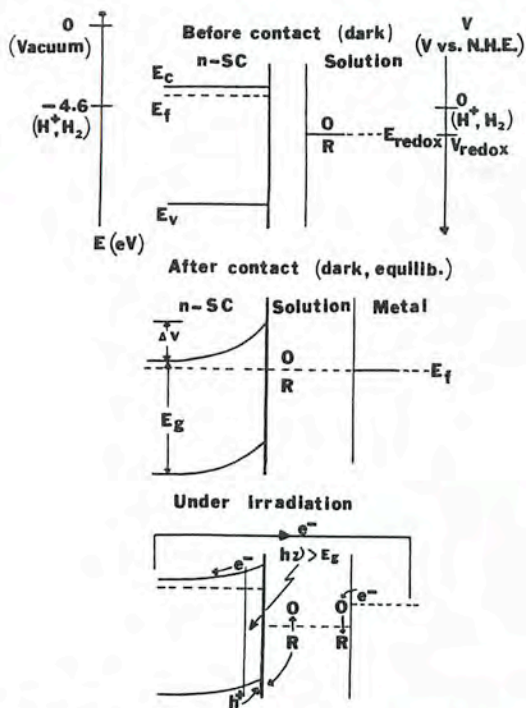 Before contact (dark)
0
(Vacuum)
n-SC
Solution
V
(V vs. N.H.E.)
Ec
Ef
-4.6
(H+, H2)
0
(H+, H2)
O
R
Eredox
Vredox
Ev
E (eV)
After contact (dark, equilib.)
n-SC
Solution
Metal
ΔV
O
R
Ef
Eg
Under irradiation
e-
hν > Eg
e-
O
O
e-
R
R
h+